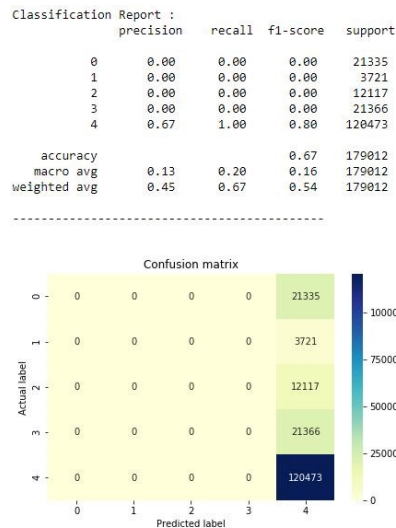 Classification Report :
precision recall f1-score support
0 0.00 0.00 0.00 21335
1 0.00 0.00 0.00 3721
2 0.00 0.00 0.00 12117
3 0.00 0.00 0.00 21366
4 0.67 1.00 0.80 120473
accuracy 0.67 179012
macro avg 0.13 0.20 0.16 179012
weighted avg 0.45 0.67 0.54 179012
----------------------------------------
Confusion matrix
0 0 0 0 0 21335
1 0 0 0 0 3721
2 0 0 0 0 12117
3 0 0 0 0 21366
4 0 0 0 0 120473
0 1 2 3 4
Actual label
Predicted label
10000
75000
50000
25000
0